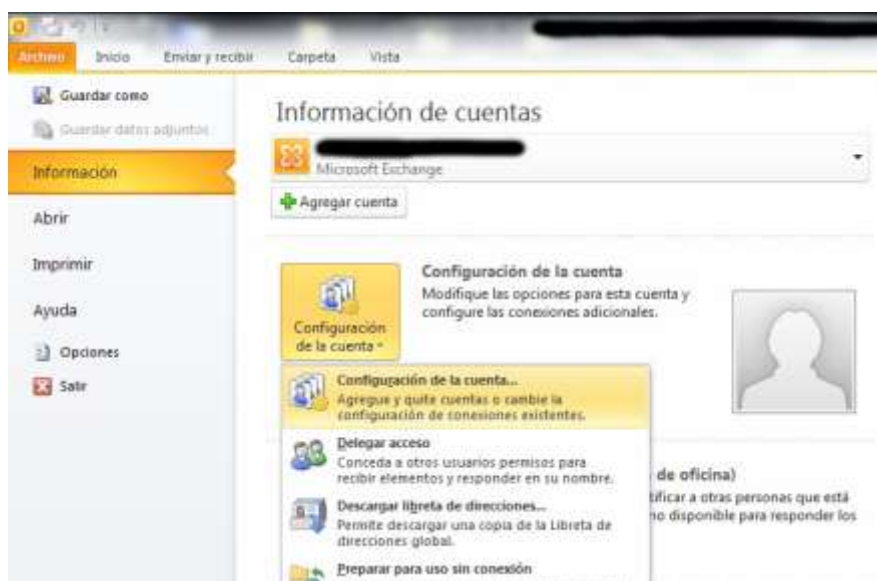 Archivo Inicio Enviar y recibir Carpeta Vista
Guardar como
Guardar datos adjuntos
Información
Abrir
Imprimir
Ayuda
Opciones
Salir
Información de cuentas
Microsoft Exchange
Agregar cuenta
Configuración
de la cuenta
Configuración de la cuenta
Modifique las opciones para esta cuenta y
configure las conexiones adicionales.
Configuración de la cuenta...
Agregue y quite cuentas o cambie la
configuración de conexiones existentes.
Delegar acceso
Conceda a otros usuarios permisos para
recibir elementos y responder en su nombre.
Descargar libreta de direcciones...
Permite descargar una copia de la Libreta de
direcciones global.
Preparar para uso sin conexión
de oficina)
tificar a otras personas que está
no disponible para responder los